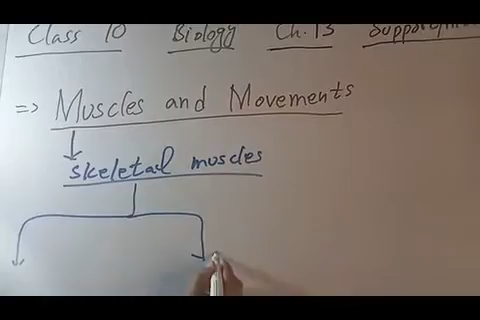 Class 10 Biology Ch.13
=> Muscles and Movements
skeletal muscles